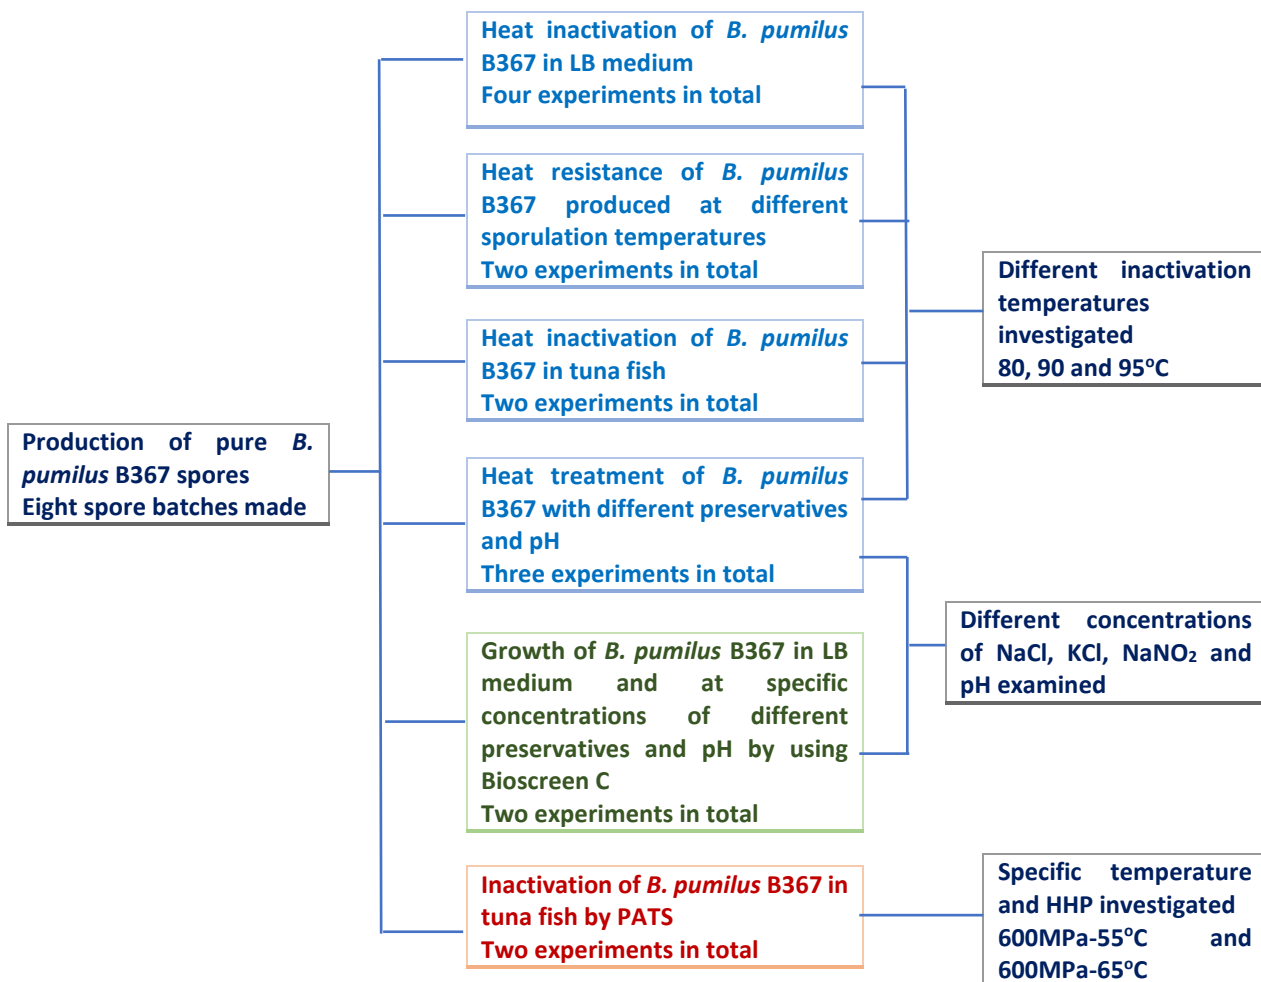 Production of pure B.
pumilus B367 spores
Eight spore batches made
Heat inactivation of B. pumilus
B367 in LB medium
Four experiments in total
Heat resistance of B. pumilus
B367 produced at different
sporulation temperatures
Two experiments in total
Heat inactivation of B. pumilus
B367 in tuna fish
Two experiments in total
Heat treatment of B. pumilus
B367 with different preservatives
and pH
Three experiments in total
Growth of B. pumilus B367 in LB
medium and at specific
concentrations of different
preservatives and pH by using
Bioscreen C
Two experiments in total
Inactivation of B. pumilus B367 in
tuna fish by PATS
Two experiments in total
Different inactivation
temperatures
investigated
80, 90 and 95°C
Different concentrations
of NaCl, KCl, NaNO₂ and
pH examined
Specific temperature
and HHP investigated
600MPa-55°C and
600MPa-65°C